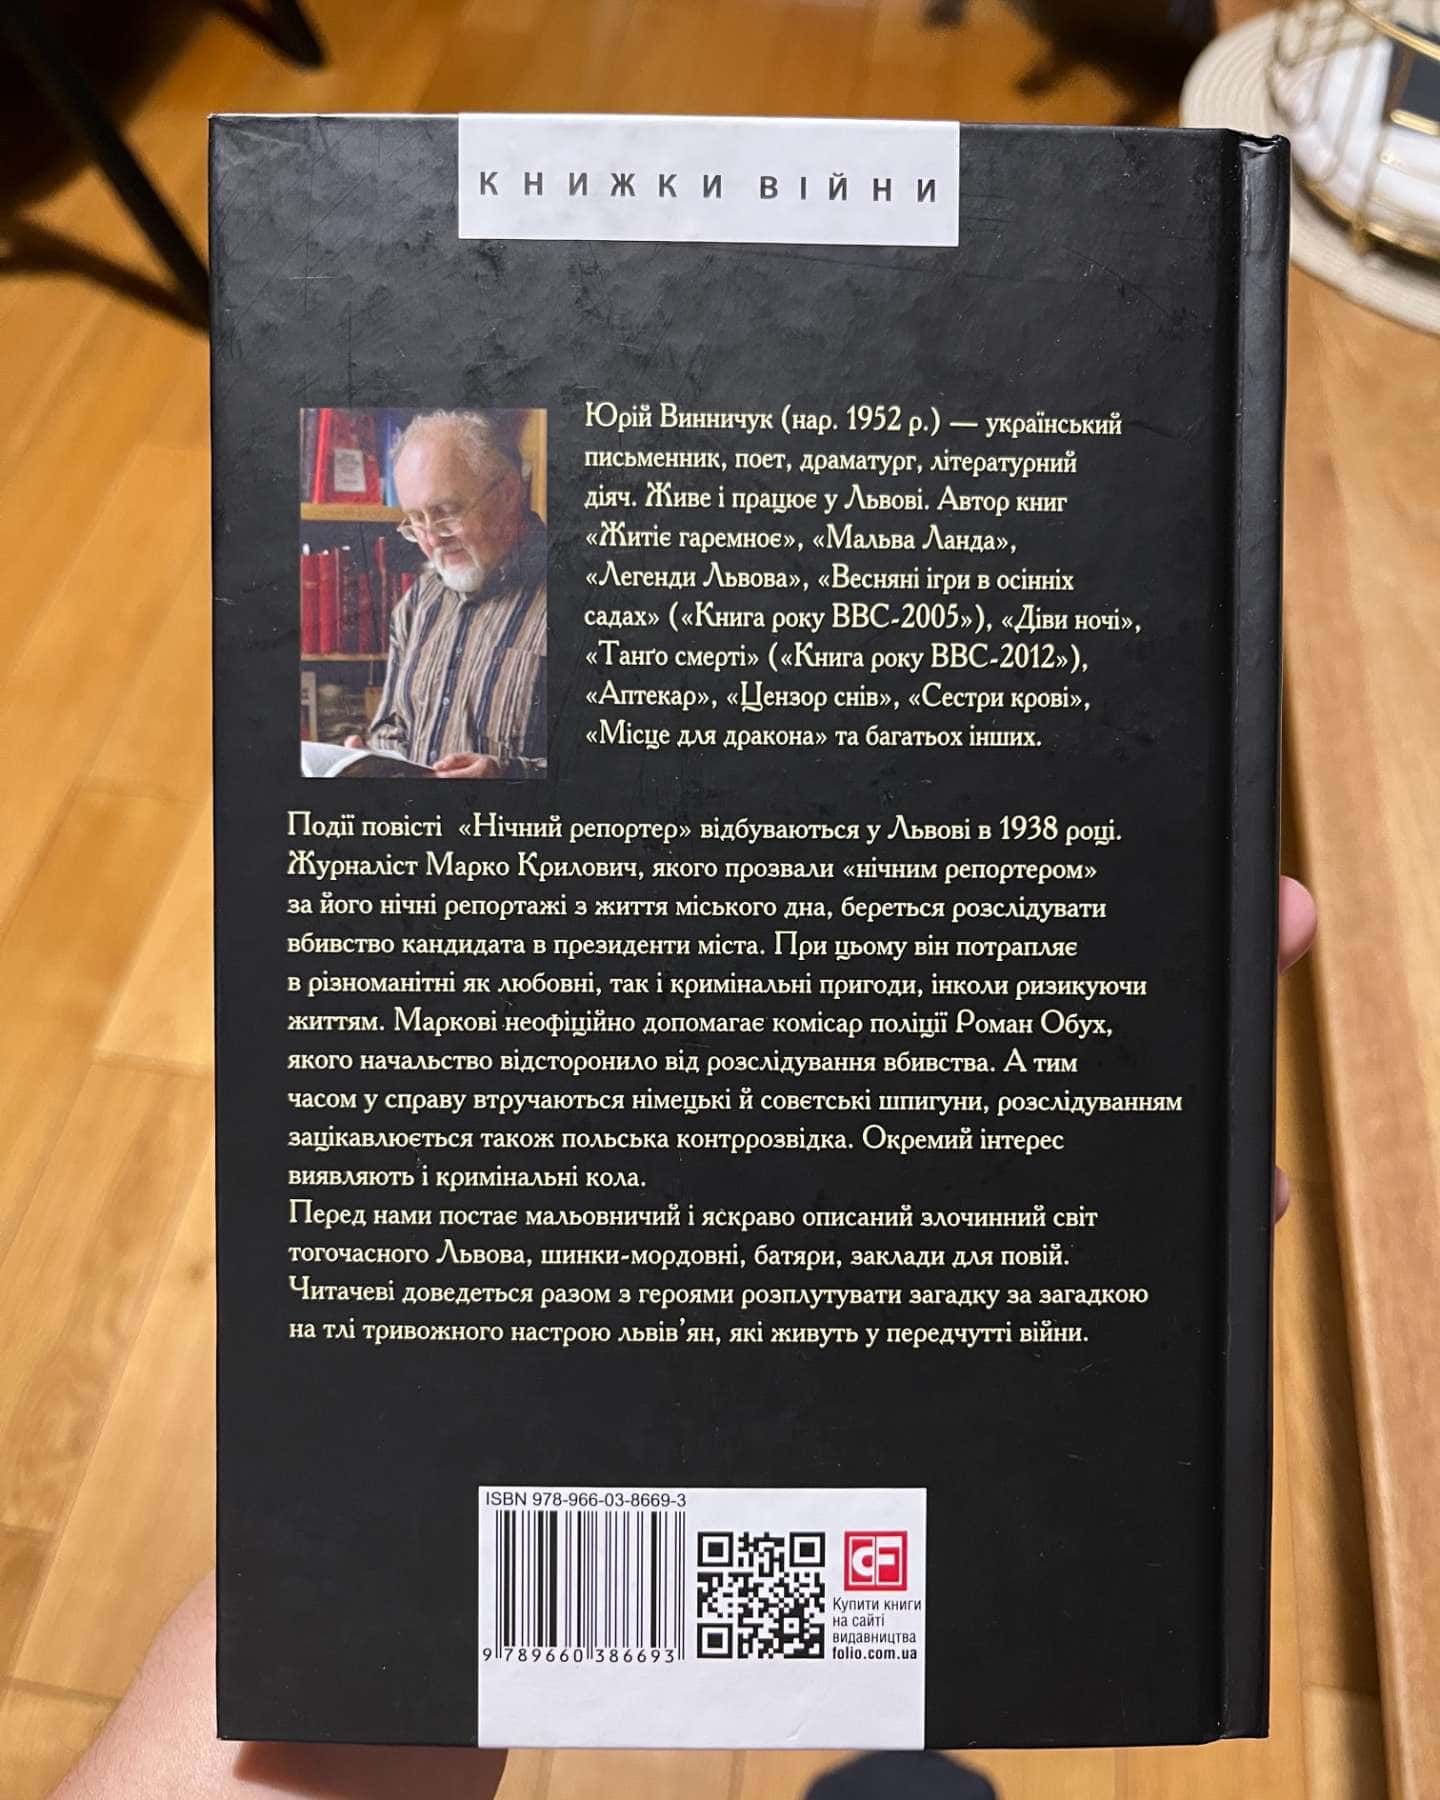 КНИЖКИ ВІЙНИ
Юрій Винничук (нар. 1952 р.) — український
письменник, поет, драматург, літературний
діяч. Живе і працює у Львові. Автор книг
«Житіє гаремноє», «Мальва Ланда»,
«Легенди Львова», «Весняні ігри в осінніх
садах» («Книга року ВВС-2005»), «Діви ночі»,
«Танґо смерті» («Книга року ВВС-2012»),
«Аптекар», «Цензор снів», «Сестри крові»,
«Місце для дракона» та багатьох інших.
Події повісті «Нічний репортер» відбуваються у Львові в 1938 році.
Журналіст Марко Крилович, якого прозвали «нічним репортером»
за його нічні репортажі з життя міського дна, береться розслідувати
вбивство кандидата в президенти міста. При цьому він потрапляє
в різноманітні як любовні, так і кримінальні пригоди, інколи ризикуючи
життям. Маркові неофіційно допомагає комісар поліції Роман Обух,
якого начальство відсторонило від розслідування вбивства. А тим
часом у справу втручаються німецькі й совєтські шпигуни, розслідуванням
зацікавлюється також польська контррозвідка. Окремий інтерес
виявляють і кримінальні кола.
Перед нами постає мальовничий і яскраво описаний злочинний світ
тогочасного Львова, шинки-мордовні, батяри, заклади для повій.
Читачеві доведеться разом з героями розплутувати загадку за загадкою
на тлі тривожного настрою львів’ян, які живуть у передчутті війни.
ISBN 978-966-03-8669-3
9 789660 386693
CF
Купити книги
на сайті
видавництва
folio.com.ua